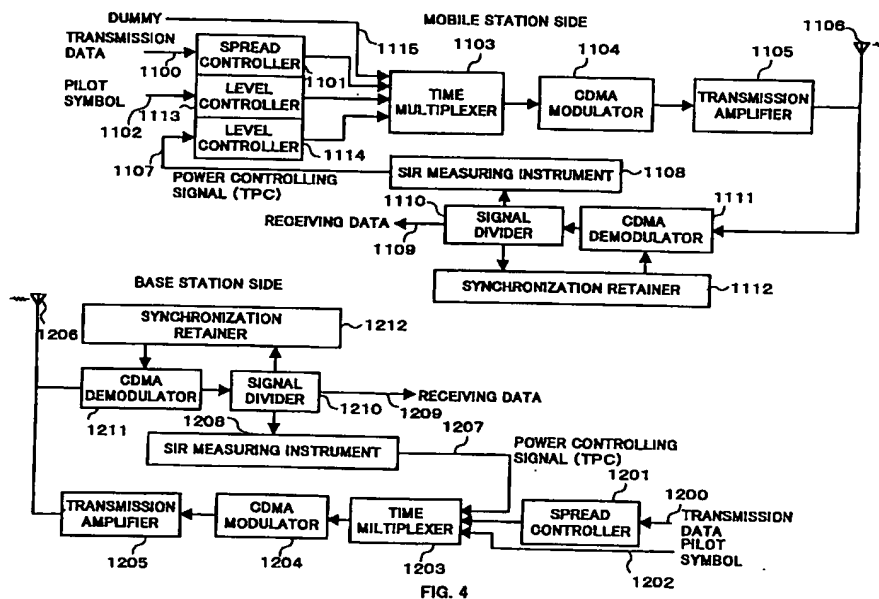 DUMMY
MOBILE STATION SIDE
1106
TRANSMISSION
DATA
1115
1103
1104
1105
1100
SPREAD
CONTROLLER
1101
PILOT
SYMBOL
1102
1113
LEVEL
CONTROLLER
TIME
MULTIPLEXER
CDMA
MODULATOR
TRANSMISSION
AMPLIFIER
LEVEL
CONTROLLER
1114
1107
POWER CONTROLLING
SIGNAL (TPC)
SIR MEASURING INSTRUMENT
1108
1110
1111
RECEIVING DATA
1109
SIGNAL
DIVIDER
CDMA
DEMODULATOR
SYNCHRONIZATION RETAINER
1112
BASE STATION SIDE
1206
SYNCHRONIZATION
RETAINER
1212
CDMA
DEMODULATOR
1211
SIGNAL
DIVIDER
1210
1209
RECEIVING DATA
1208
1207
SIR MEASURING INSTRUMENT
POWER CONTROLLING
SIGNAL (TPC)
1201
1200
TRANSMISSION
AMPLIFIER
1205
CDMA
MODULATOR
1204
TIME
MILTIPLEXER
1203
SPREAD
CONTROLLER
TRANSMISSION
DATA
PILOT
SYMBOL
1202
FIG. 4